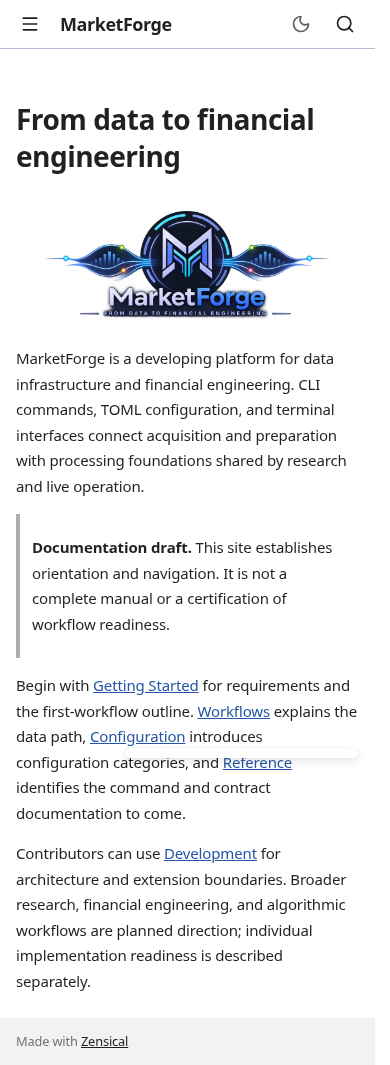 MarketForge
From data to financial
engineering
MarketForge
FROM DATA TO FINANCIAL ENGINEERING
MarketForge is a developing platform for data
infrastructure and financial engineering. CLI
commands, TOML configuration, and terminal
interfaces connect acquisition and preparation
with processing foundations shared by research
and live operation.
Documentation draft. This site establishes
orientation and navigation. It is not a
complete manual or a certification of
workflow readiness.
Begin with Getting Started for requirements and
the first-workflow outline. Workflows explains the
data path, Configuration introduces
configuration categories, and Reference
identifies the command and contract
documentation to come.
Contributors can use Development for
architecture and extension boundaries. Broader
research, financial engineering, and algorithmic
workflows are planned direction; individual
implementation readiness is described
separately.
Made with Zensical